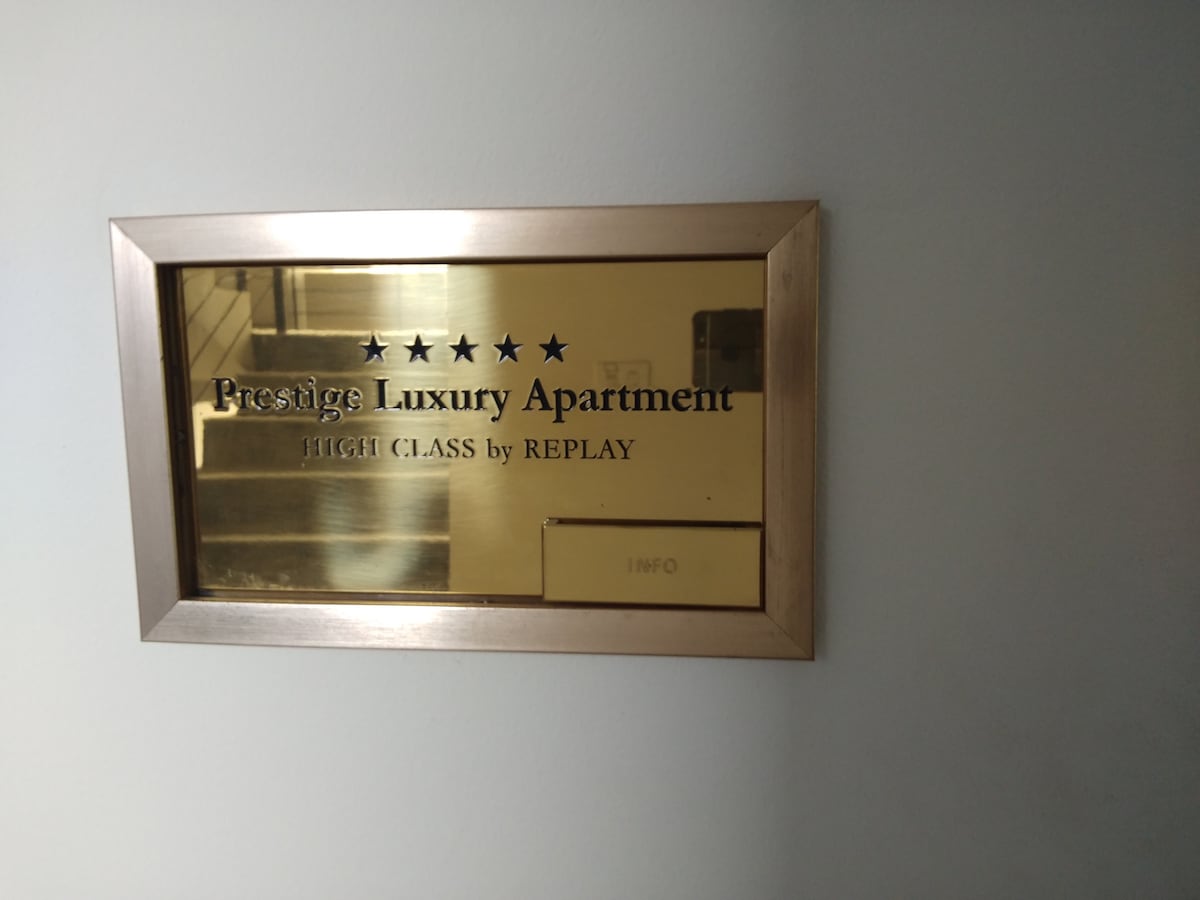 ★★★★★
Prestige Luxury Apartment
HIGH CLASS by REPLAY
INFO